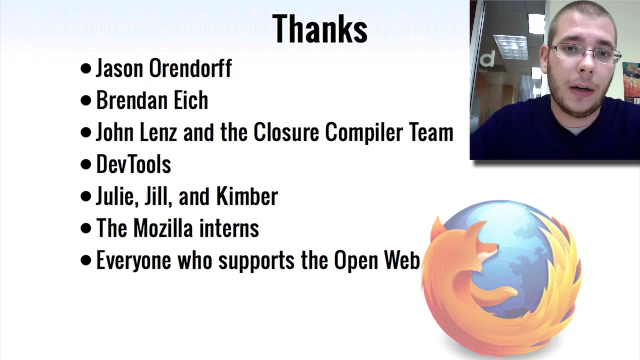 Thanks
• Jason Orendorff
• Brendan Eich
• John Lenz and the Closure Compiler Team
• DevTools
• Julie, Jill, and Kimber
• The Mozilla interns
• Everyone who supports the Open Web
d